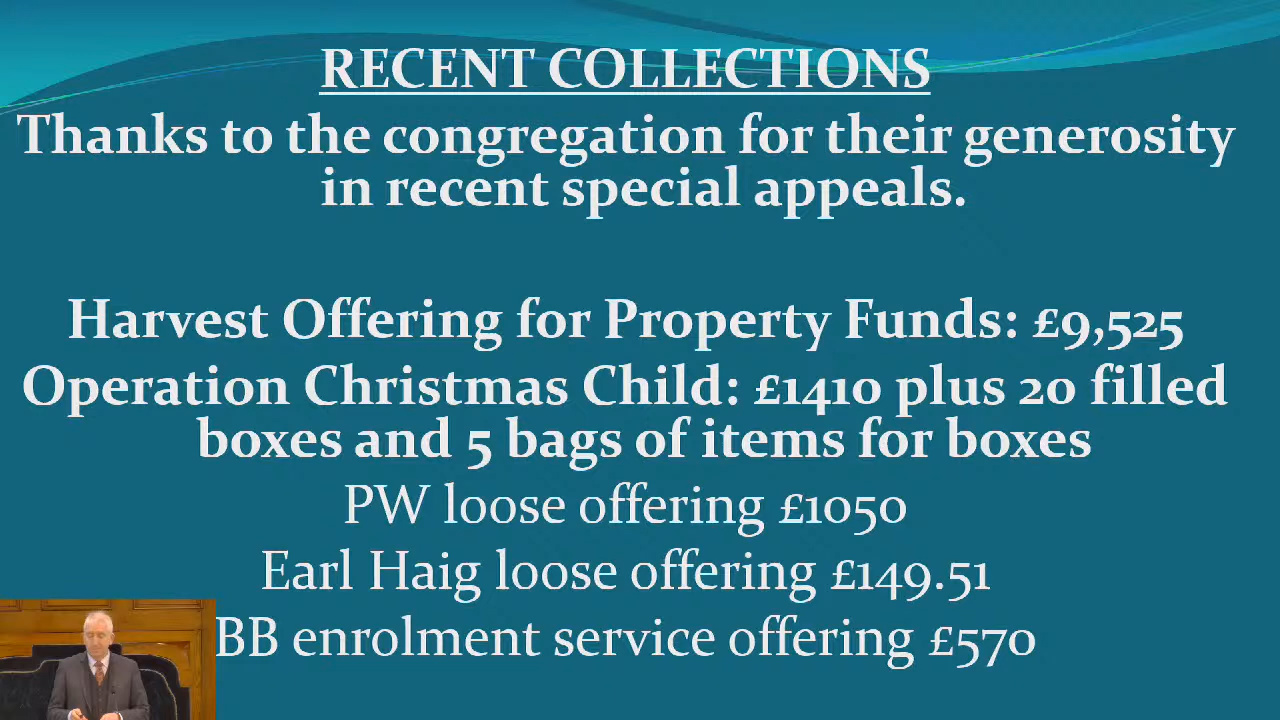 RECENT COLLECTIONS
Thanks to the congregation for their generosity
in recent special appeals.
Harvest Offering for Property Funds: £9,525
Operation Christmas Child: £1410 plus 20 filled
boxes and 5 bags of items for boxes
PW loose offering £1050
Earl Haig loose offering £149.51
BB enrolment service offering £570